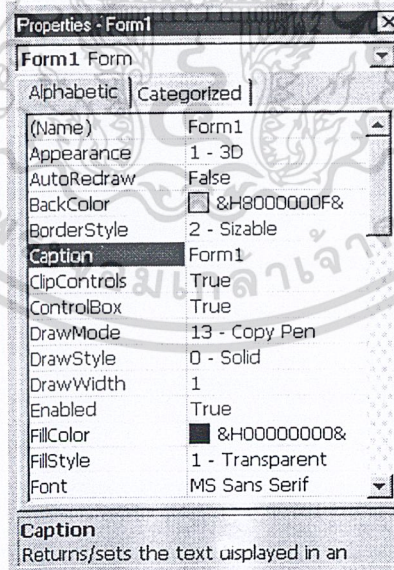 Properties - Form1
Form1 Form
Alphabetic Categorized
(Name) Form1
Appearance 1 - 3D
AutoRedraw False
BackColor &H8000000F&
BorderStyle 2 - Sizable
Caption Form1
ClipControls True
ControlBox True
DrawMode 13 - Copy Pen
DrawStyle 0 - Solid
DrawWidth 1
Enabled True
FillColor &H00000000&
FillStyle 1 - Transparent
Font MS Sans Serif
Caption
Returns/sets the text displayed in an